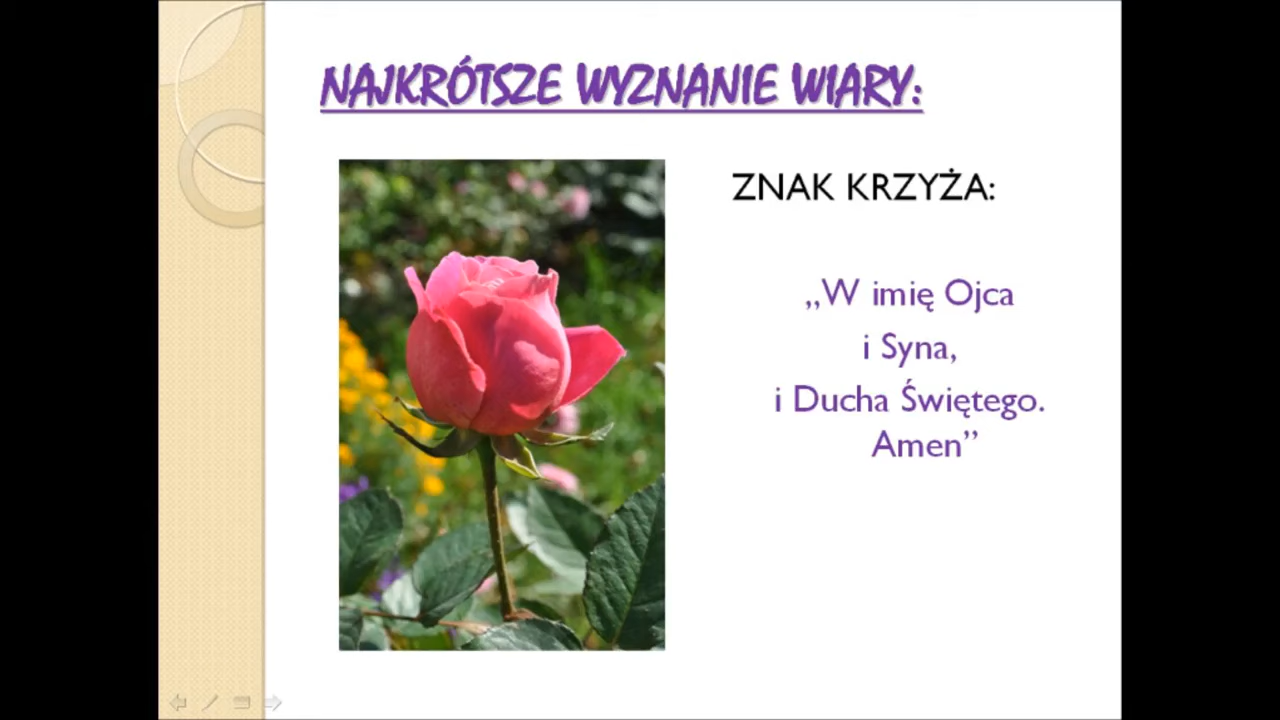 NAJKRÓTSZE WYZNANIE WIARY:
ZNAK KRZYŻA:
„W imię Ojca
i Syna,
i Ducha Świętego.
Amen”